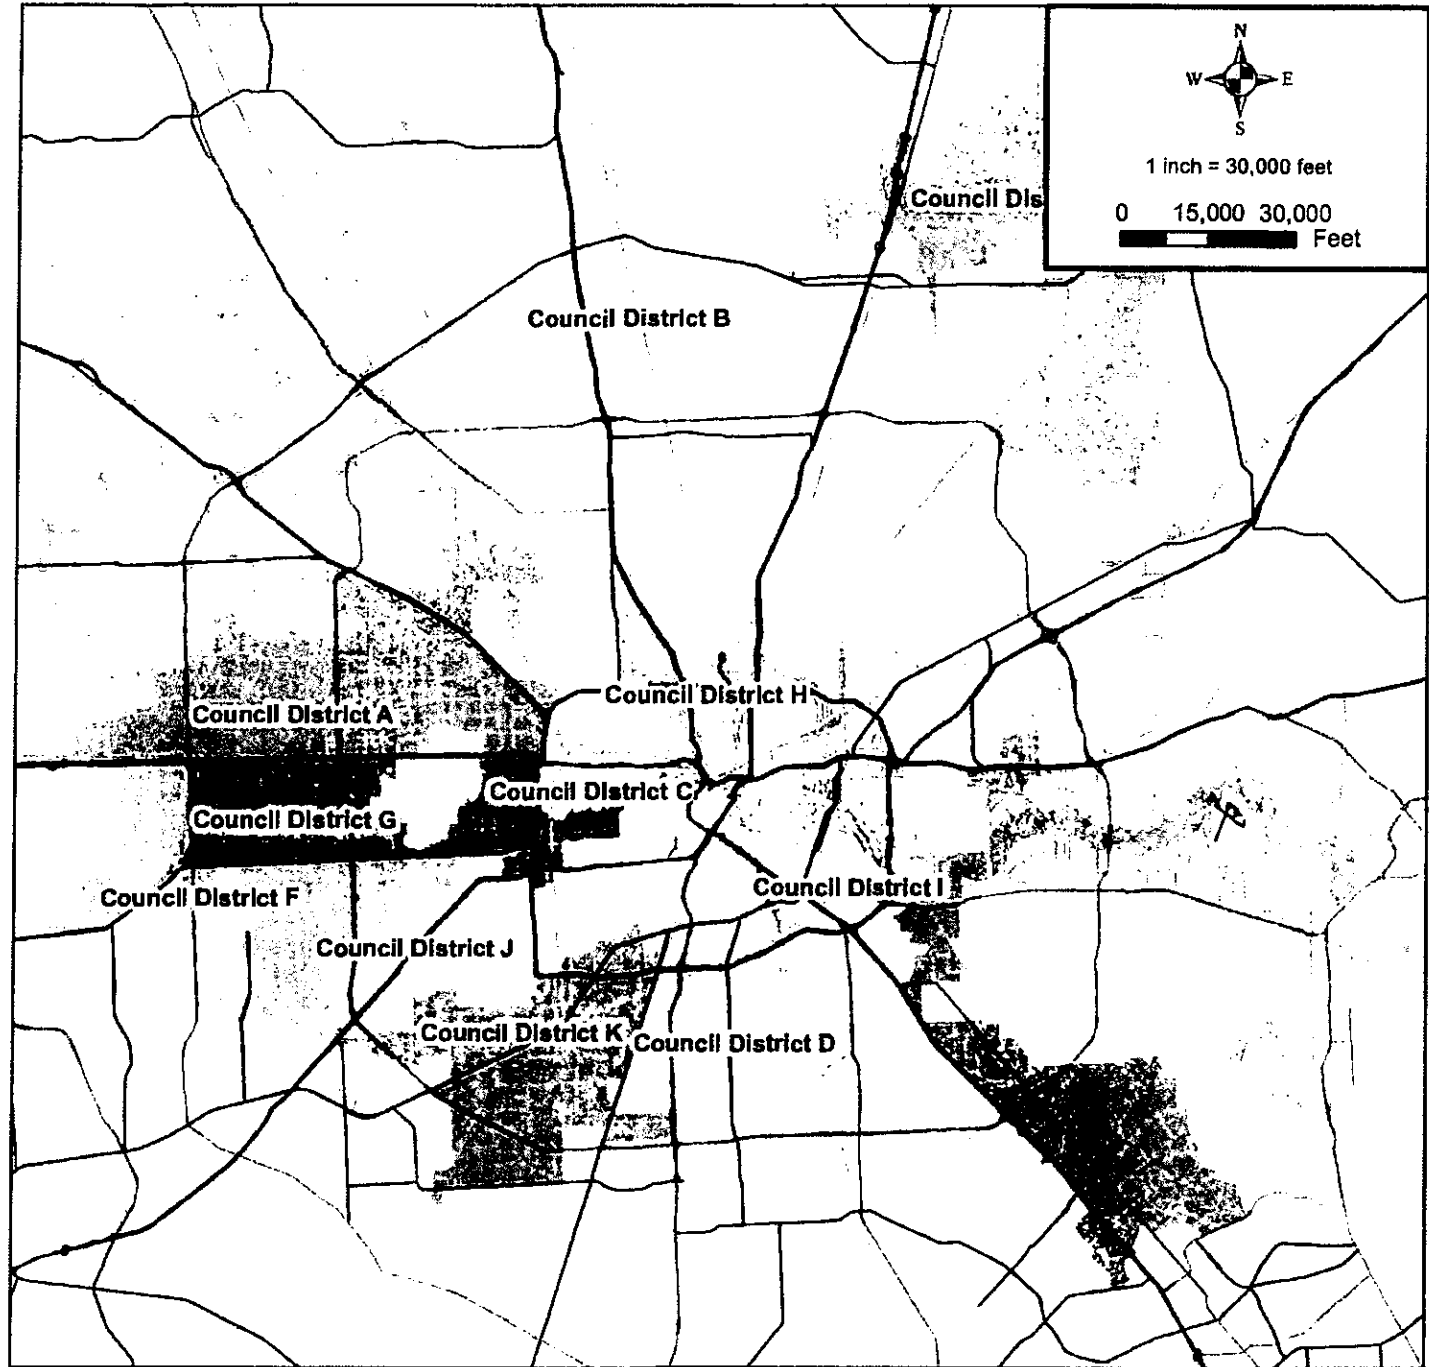 N
W E
S
1 inch = 30,000 feet
0 15,000 30,000
Feet
Council Dis
Council District B
Council District H
Council District A
Council District C
Council District G
Council District I
Council District F
Council District J
Council District K
Council District D